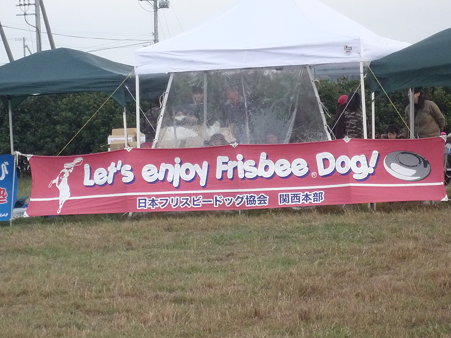 Let's enjoy Frisbee® Dog!
日本フリスビードッグ協会 関西本部